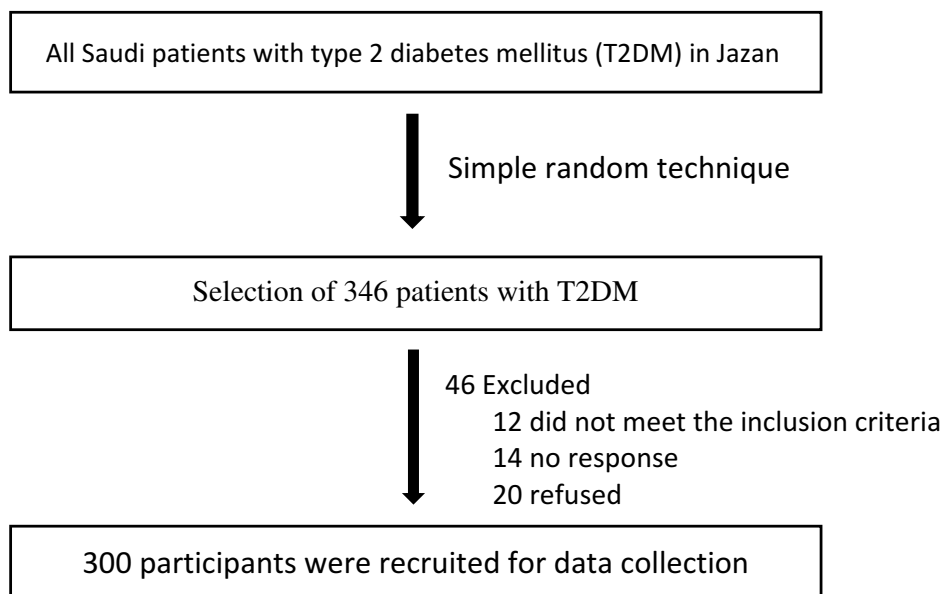 All Saudi patients with type 2 diabetes mellitus (T2DM) in Jazan
Simple random technique
Selection of 346 patients with T2DM
46 Excluded
12 did not meet the inclusion criteria
14 no response
20 refused
300 participants were recruited for data collection